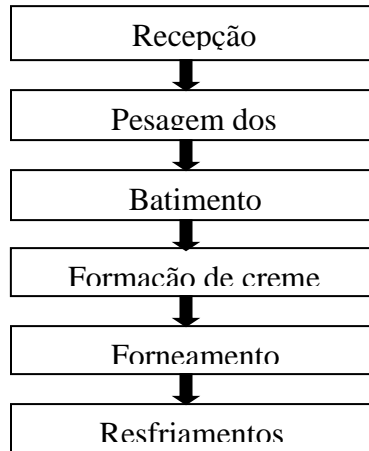 Recepção
Pesagem dos
Batimento
Formação de creme
Forneamento
Resfriamentos